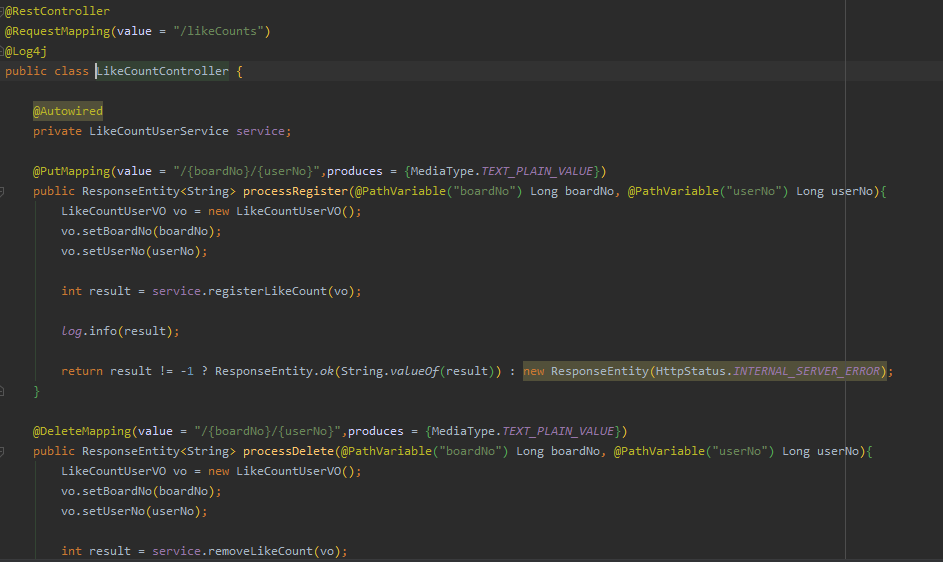 @RestController
@RequestMapping(value = "/likeCounts")
@Log4j
public class LikeCountController {
@Autowired
private LikeCountUserService service;
@PutMapping(value = "/{boardNo}/{userNo}",produces = {MediaType.TEXT_PLAIN_VALUE})
public ResponseEntity<String> processRegister(@PathVariable("boardNo") Long boardNo, @PathVariable("userNo") Long userNo){
LikeCountUserVO vo = new LikeCountUserVO();
vo.setBoardNo(boardNo);
vo.setUserNo(userNo);
int result = service.registerLikeCount(vo);
log.info(result);
return result != -1 ? ResponseEntity.ok(String.valueOf(result)) : new ResponseEntity(HttpStatus.INTERNAL_SERVER_ERROR);
}
@DeleteMapping(value = "/{boardNo}/{userNo}",produces = {MediaType.TEXT_PLAIN_VALUE})
public ResponseEntity<String> processDelete(@PathVariable("boardNo") Long boardNo, @PathVariable("userNo") Long userNo){
LikeCountUserVO vo = new LikeCountUserVO();
vo.setBoardNo(boardNo);
vo.setUserNo(userNo);
int result = service.removeLikeCount(vo);